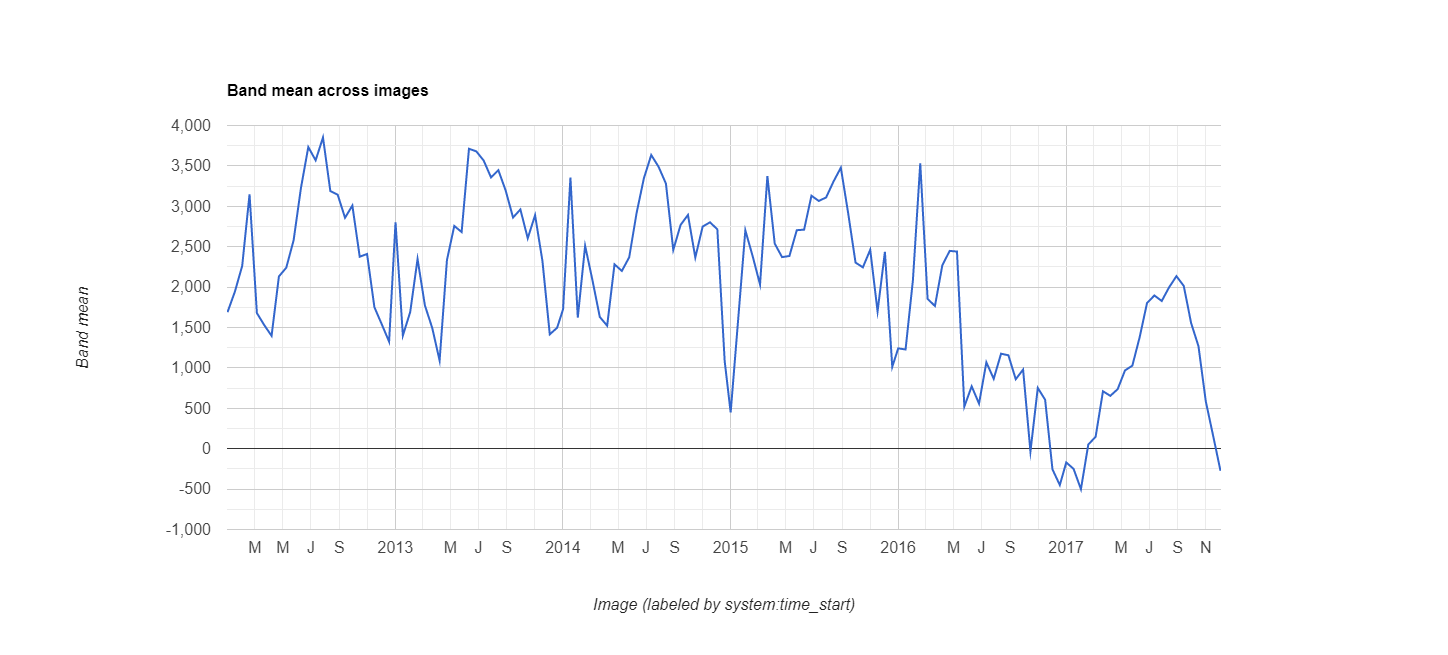 Band mean across images
4,000
3,500
3,000
2,500
2,000
1,500
1,000
500
0
-500
-1,000
Band mean
M M J S 2013 M J S 2014 M J S 2015 M J S 2016 M J S 2017 M J S N
Image (labeled by system:time_start)